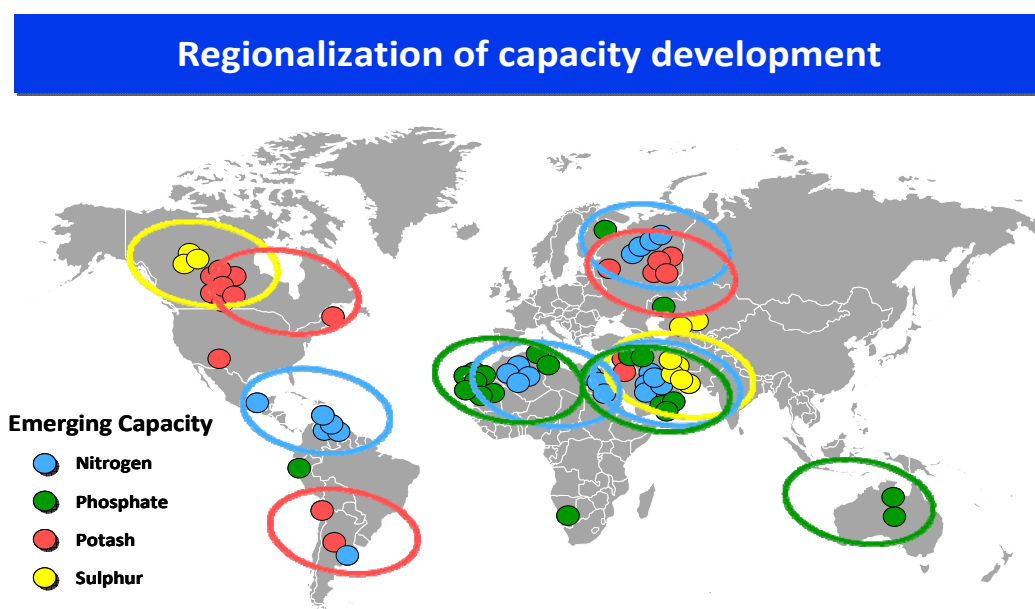 Regionalization of capacity development
Emerging Capacity
Nitrogen
Phosphate
Potash
Sulphur